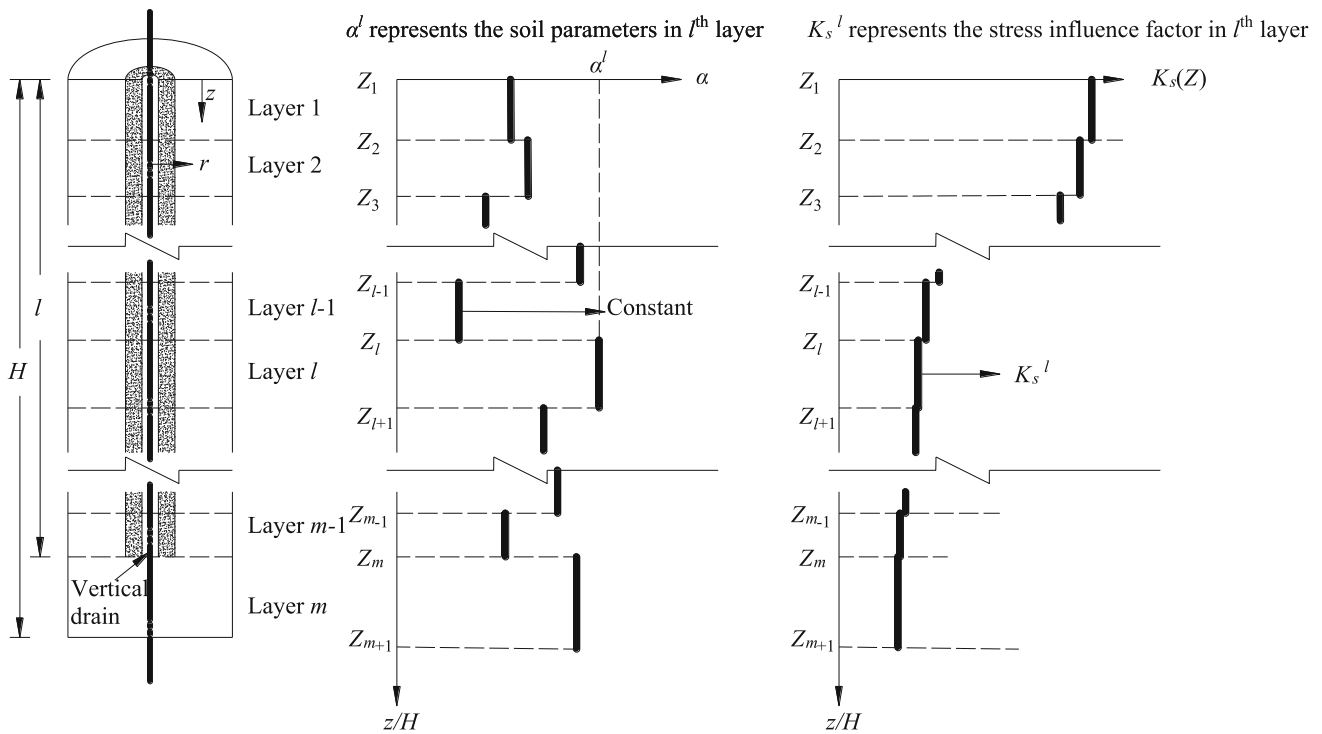 α^l represents the soil parameters in l^th layer
K_s^l represents the stress influence factor in l^th layer
z
r
Layer 1
Layer 2
Layer l-1
Layer l
Layer m-1
Layer m
H
l
Vertical
drain
α^l
α
Z_1
Z_2
Z_3
Z_l-1
Constant
Z_l
Z_l+1
Z_m-1
Z_m
Z_m+1
z/H
K_s(Z)
Z_1
Z_2
Z_3
Z_l-1
Z_l
K_s^l
Z_l+1
Z_m-1
Z_m
Z_m+1
z/H